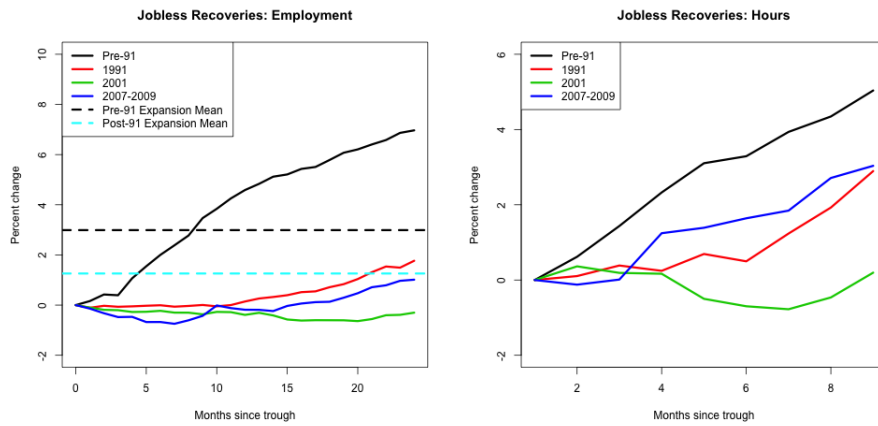 Jobless Recoveries: Employment
Percent change
10
8
6
4
2
0
-2
Pre-91
1991
2001
2007-2009
Pre-91 Expansion Mean
Post-91 Expansion Mean
0
5
10
15
20
Months since trough
Jobless Recoveries: Hours
Percent change
6
4
2
0
-2
Pre-91
1991
2001
2007-2009
2
4
6
8
Months since trough